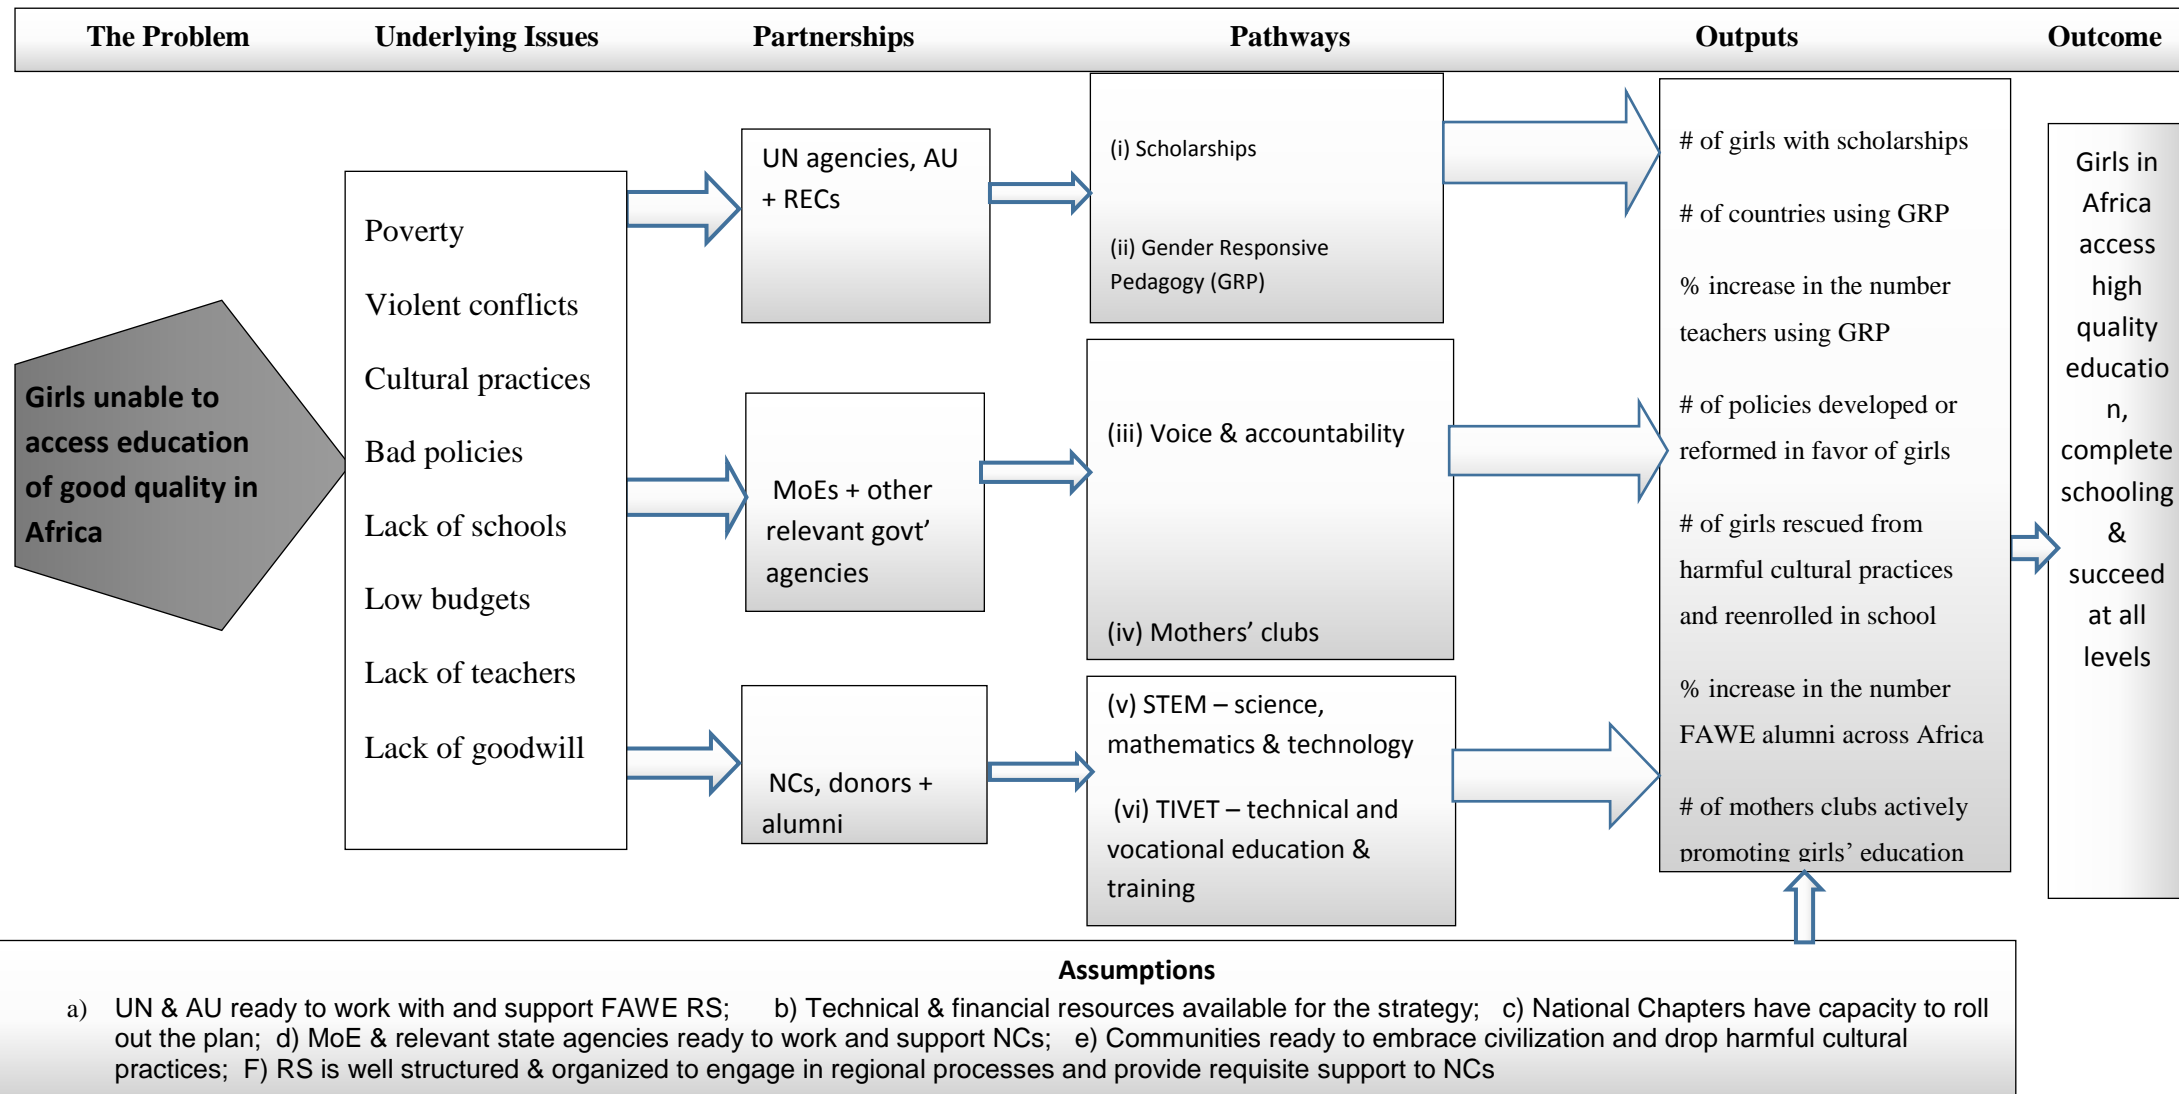 The Problem Underlying Issues Partnerships Pathways Outputs Outcome
Girls unable to
access education
of good quality in
Africa
Poverty
Violent conflicts
Cultural practices
Bad policies
Lack of schools
Low budgets
Lack of teachers
Lack of goodwill
UN agencies, AU
+ RECs
MoEs + other
relevant govt’
agencies
NCs, donors +
alumni
(i) Scholarships
(ii) Gender Responsive
Pedagogy (GRP)
(iii) Voice & accountability
(iv) Mothers’ clubs
(v) STEM – science,
mathematics & technology
(vi) TIVET – technical and
vocational education &
training
# of girls with scholarships
# of countries using GRP
% increase in the number
teachers using GRP
# of policies developed or
reformed in favor of girls
# of girls rescued from
harmful cultural practices
and reenrolled in school
% increase in the number
FAWE alumni across Africa
# of mothers clubs actively
promoting girls’ education
Girls in
Africa
access
high
quality
educatio
n,
complete
schooling
&
succeed
at all
levels
Assumptions
a) UN & AU ready to work with and support FAWE RS; b) Technical & financial resources available for the strategy; c) National Chapters have capacity to roll
out the plan; d) MoE & relevant state agencies ready to work and support NCs; e) Communities ready to embrace civilization and drop harmful cultural
practices; F) RS is well structured & organized to engage in regional processes and provide requisite support to NCs